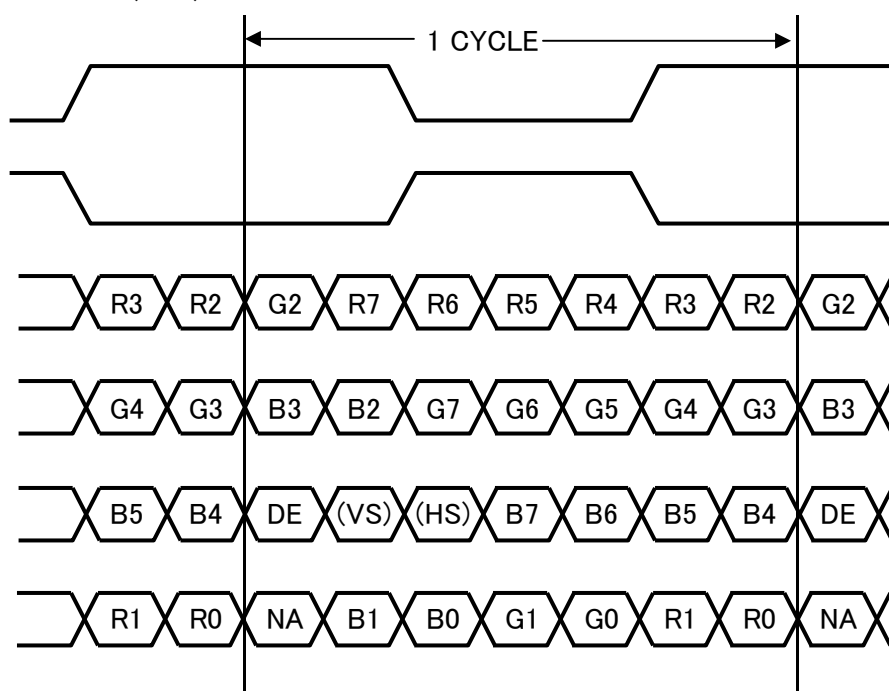 1 CYCLE
R3 R2 G2 R7 R6 R5 R4 R3 R2 G2
G4 G3 B3 B2 G7 G6 G5 G4 G3 B3
B5 B4 DE (VS) (HS) B7 B6 B5 B4 DE
R1 R0 NA B1 B0 G1 G0 R1 R0 NA